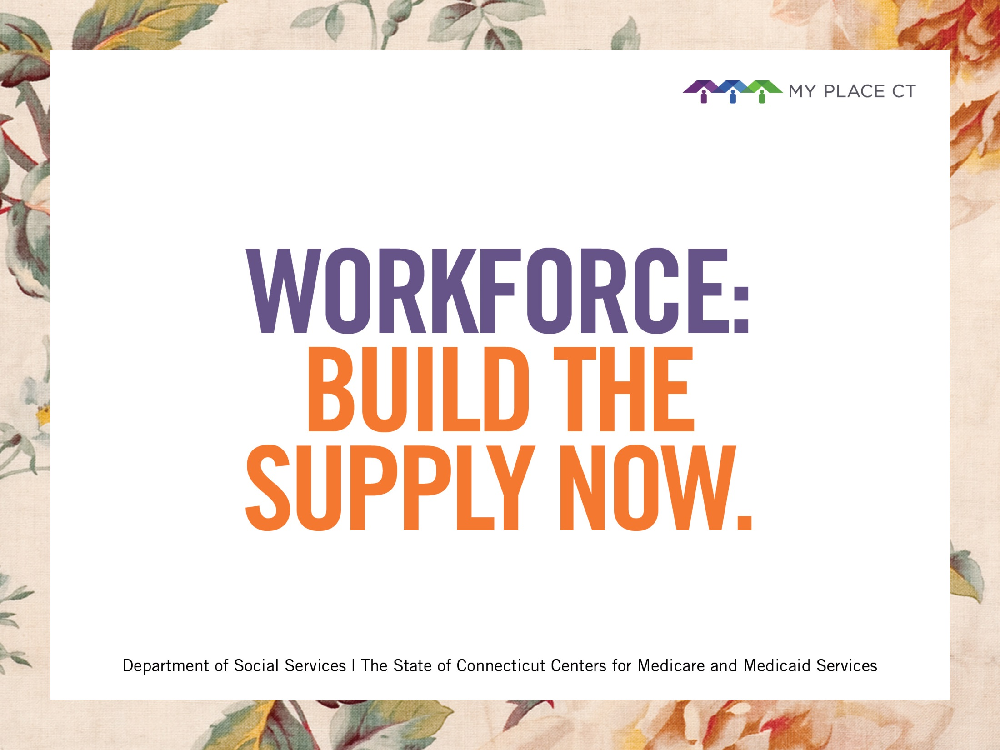 MY PLACE CT
WORKFORCE:
BUILD THE
SUPPLY NOW.
Department of Social Services | The State of Connecticut Centers for Medicare and Medicaid Services